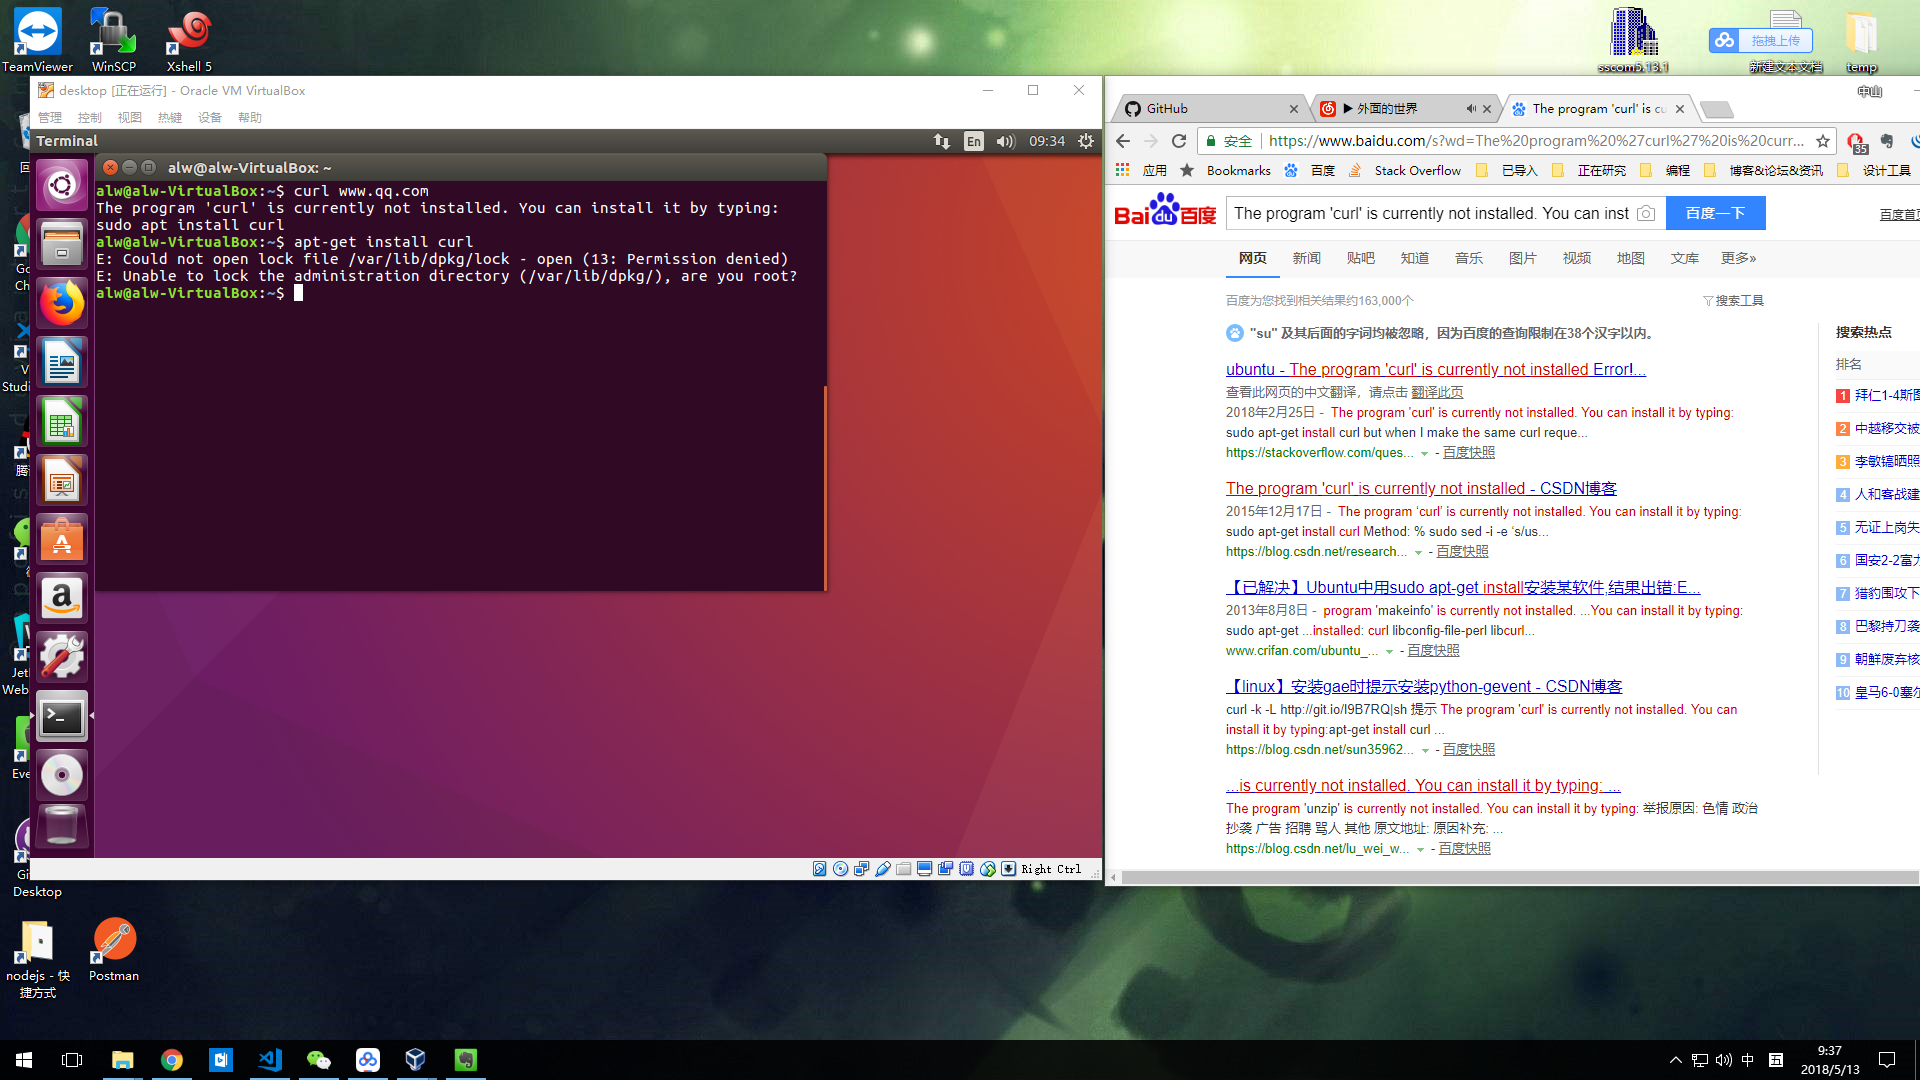 TeamViewer
WinSCP
Xshell 5
sscom5.13.1
拖拽上传
新建文本文档
temp
中山
desktop [正在运行] - Oracle VM VirtualBox
管理 控制 视图 热键 设备 帮助
Terminal
En
09:34
alw@alw-VirtualBox: ~
alw@alw-VirtualBox:~$ curl www.qq.com
The program 'curl' is currently not installed. You can install it by typing:
sudo apt install curl
alw@alw-VirtualBox:~$ apt-get install curl
E: Could not open lock file /var/lib/dpkg/lock - open (13: Permission denied)
E: Unable to lock the administration directory (/var/lib/dpkg/), are you root?
alw@alw-VirtualBox:~$
Right Ctrl
GitHub
▶ 外面的世界
The program 'curl' is cu
安全
https://www.baidu.com/s?wd=The%20program%20%27curl%27%20is%20curr...
35
应用 Bookmarks 百度 Stack Overflow 已导入 正在研究 编程 博客&论坛&资讯 设计工具
Bai du 百度
The program 'curl' is currently not installed. You can inst
百度一下
百度首页
网页 新闻 贴吧 知道 音乐 图片 视频 地图 文库 更多»
百度为您找到相关结果约163,000个
搜索工具
"su" 及其后面的字词均被忽略，因为百度的查询限制在38个汉字以内。
ubuntu - The program 'curl' is currently not installed Error!...
查看此网页的中文翻译，请点击 翻译此页
2018年2月25日 - The program 'curl' is currently not installed. You can install it by typing:
sudo apt-get install curl but when I make the same curl reque...
https://stackoverflow.com/ques... - 百度快照
The program 'curl' is currently not installed - CSDN博客
2015年12月17日 - The program ‘curl’ is currently not installed. You can install it by typing:
sudo apt-get install curl Method: % sudo sed -i -e ‘s/us...
https://blog.csdn.net/research... - 百度快照
【已解决】Ubuntu中用sudo apt-get install安装某软件,结果出错:E...
2013年8月8日 - program 'makeinfo' is currently not installed. ...You can install it by typing:
sudo apt-get ...installed: curl libconfig-file-perl libcurl...
www.crifan.com/ubuntu_... - 百度快照
【linux】安装gae时提示安装python-gevent - CSDN博客
curl -k -L http://git.io/I9B7RQ|sh 提示 The program 'curl' is currently not installed. You can
install it by typing:apt-get install curl ...
https://blog.csdn.net/sun35962... - 百度快照
...is currently not installed. You can install it by typing: ...
The program 'unzip' is currently not installed. You can install it by typing: 举报原因: 色情 政治
抄袭 广告 招聘 骂人 其他 原文地址: 原因补充: ...
https://blog.csdn.net/lu_wei_w... - 百度快照
搜索热点
排名
1 拜仁1-4斯图
2 中越移交被
3 李敏镐晒照
4 人和客战建
5 无证上岗失
6 国安2-2富力
7 猎豹围攻下
8 巴黎持刀袭
9 朝鲜废弃核
10 皇马6-0塞尔
Desktop
nodejs - 快
捷方式
Postman
中
9:37
2018/5/13